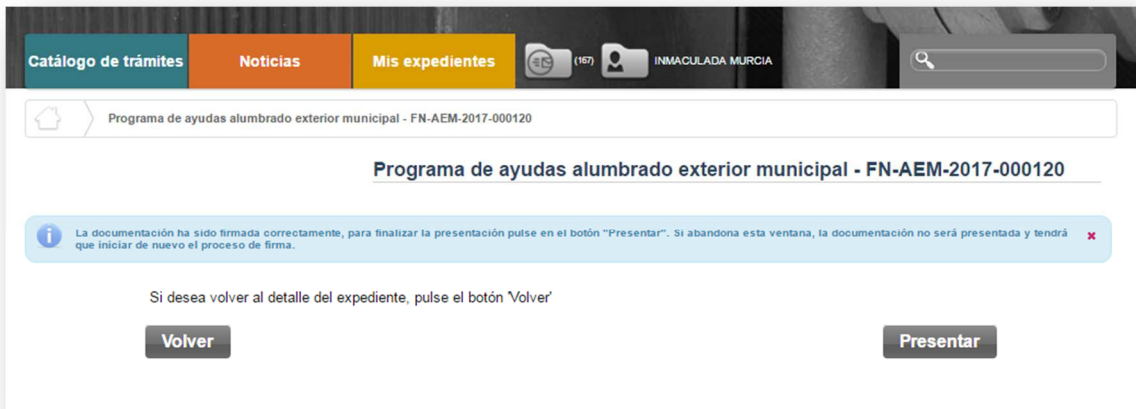 Catálogo de trámites
Noticias
Mis expedientes
(167)
INMACULADA MURCIA
Programa de ayudas alumbrado exterior municipal - FN-AEM-2017-000120
Programa de ayudas alumbrado exterior municipal - FN-AEM-2017-000120
La documentación ha sido firmada correctamente, para finalizar la presentación pulse en el botón "Presentar". Si abandona esta ventana, la documentación no será presentada y tendrá
que iniciar de nuevo el proceso de firma.
Si desea volver al detalle del expediente, pulse el botón 'Volver'
Volver
Presentar